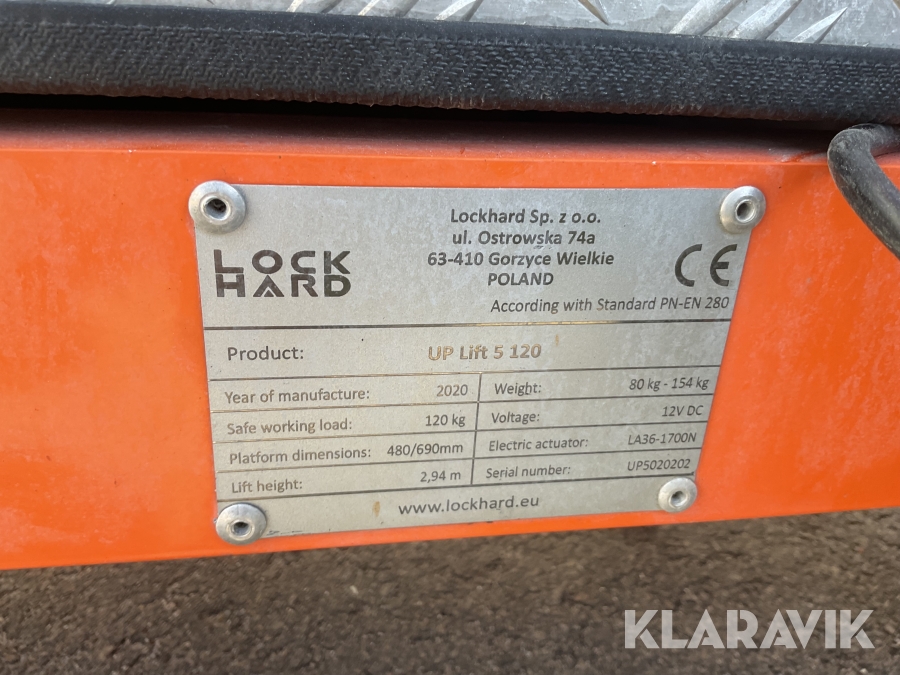 LOCK
HARD
Lockhard Sp. z o.o.
ul. Ostrowska 74a
63-410 Gorzyce Wielkie
POLAND
CE
According with Standard PN-EN 280
Product: UP Lift 5 120
Year of manufacture: 2020 Weight: 80 kg - 154 kg
Safe working load: 120 kg Voltage: 12V DC
Platform dimensions: 480/690mm Electric actuator: LA36-1700N
Lift height: 2,94 m Serial number: UP5020202
www.lockhard.eu
KLARAVIK